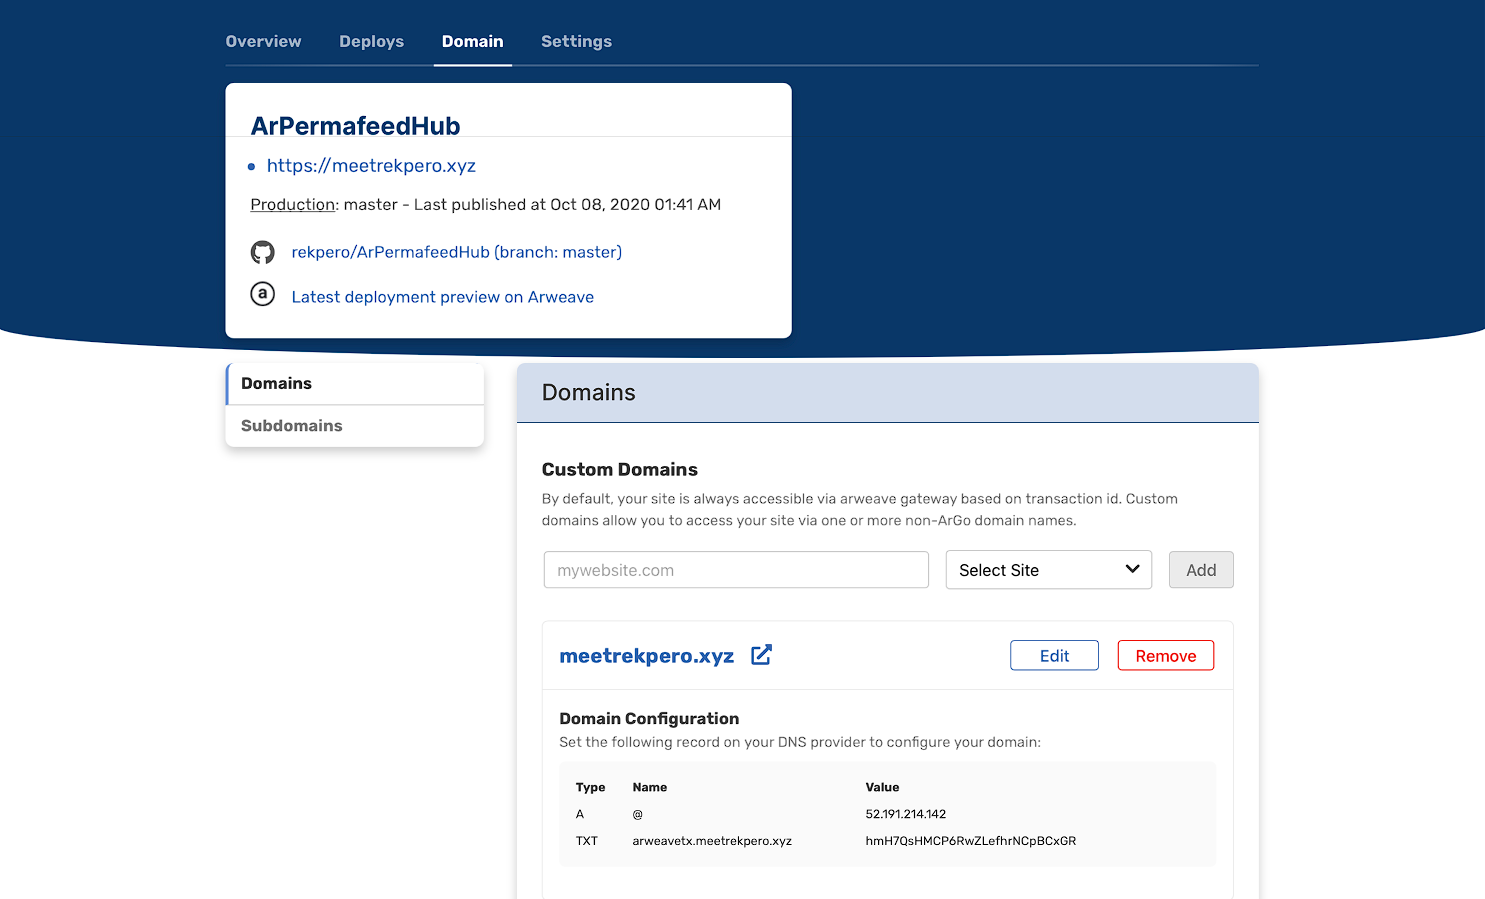 Overview Deploys Domain Settings
ArPermafeedHub
https://meetrekpero.xyz
Production: master - Last published at Oct 08, 2020 01:41 AM
rekpero/ArPermafeedHub (branch: master)
a
Latest deployment preview on Arweave
Domains
Subdomains
Domains
Custom Domains
By default, your site is always accessible via arweave gateway based on transaction id. Custom
domains allow you to access your site via one or more non-ArGo domain names.
mywebsite.com Select Site Add
meetrekpero.xyz Edit Remove
Domain Configuration
Set the following record on your DNS provider to configure your domain:
Type Name Value
A @ 52.191.214.142
TXT arweavetx.meetrekpero.xyz hmH7QsHMCP6RwZLefhrNCpBCxGR